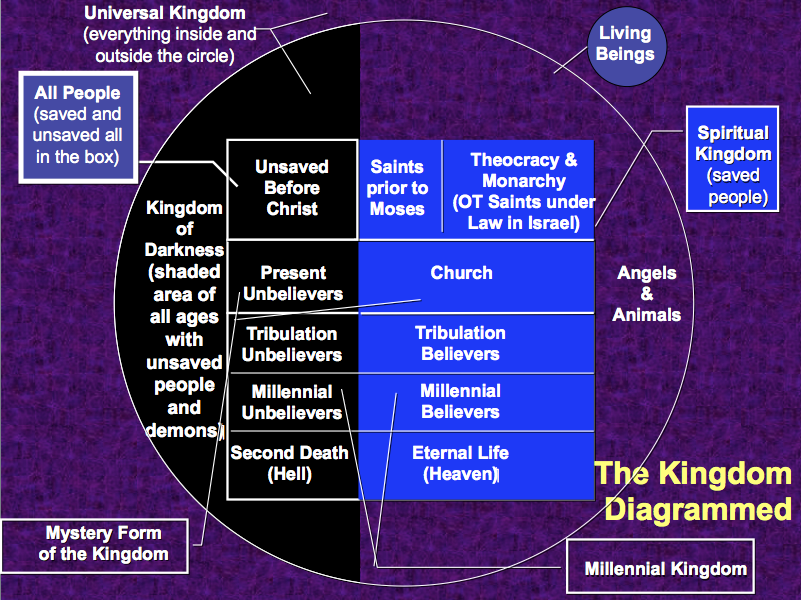 Universal Kingdom
(everything inside and
outside the circle)
Living
Beings
All People
(saved and
unsaved all
in the box)
Spiritual
Kingdom
(saved
people)
Unsaved
Before
Christ
Saints
prior to
Moses
Theocracy &
Monarchy
(OT Saints under
Law in Israel)
Kingdom
of
Darkness
(shaded
area of
all ages
with
unsaved
people
and
demons)
Present
Unbelievers
Church
Angels
&
Animals
Tribulation
Unbelievers
Tribulation
Believers
Millennial
Unbelievers
Millennial
Believers
Second Death
(Hell)
Eternal Life
(Heaven)
The Kingdom
Diagrammed
Mystery Form
of the Kingdom
Millennial Kingdom